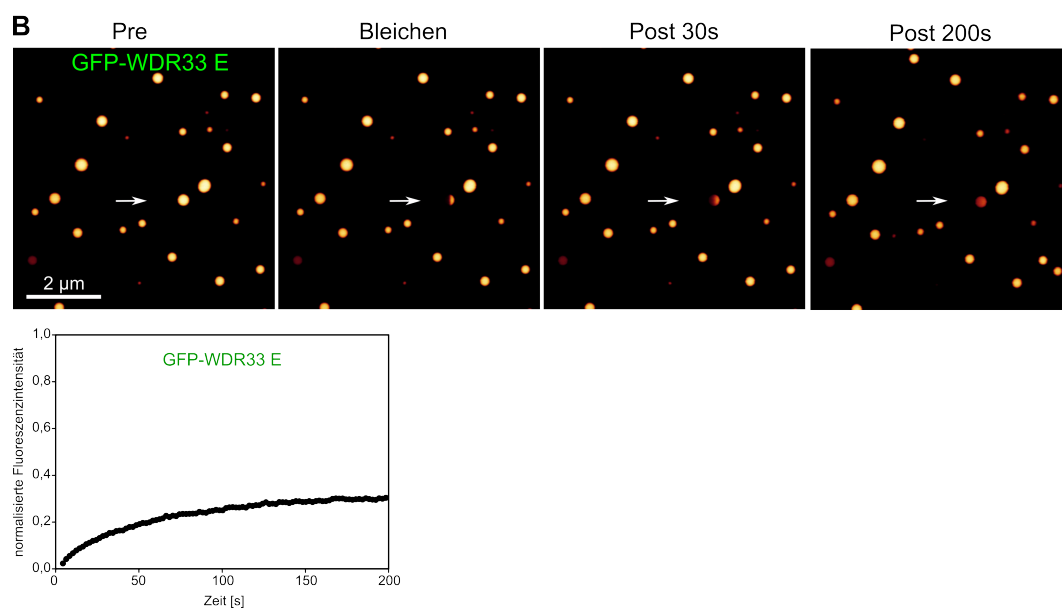 B
Pre
Bleichen
Post 30s
Post 200s
GFP-WDR33 E
2 µm
GFP-WDR33 E
normalisierte Fluoreszenzintensität
1,0
0,8
0,6
0,4
0,2
0,0
0
50
100
150
200
Zeit [s]